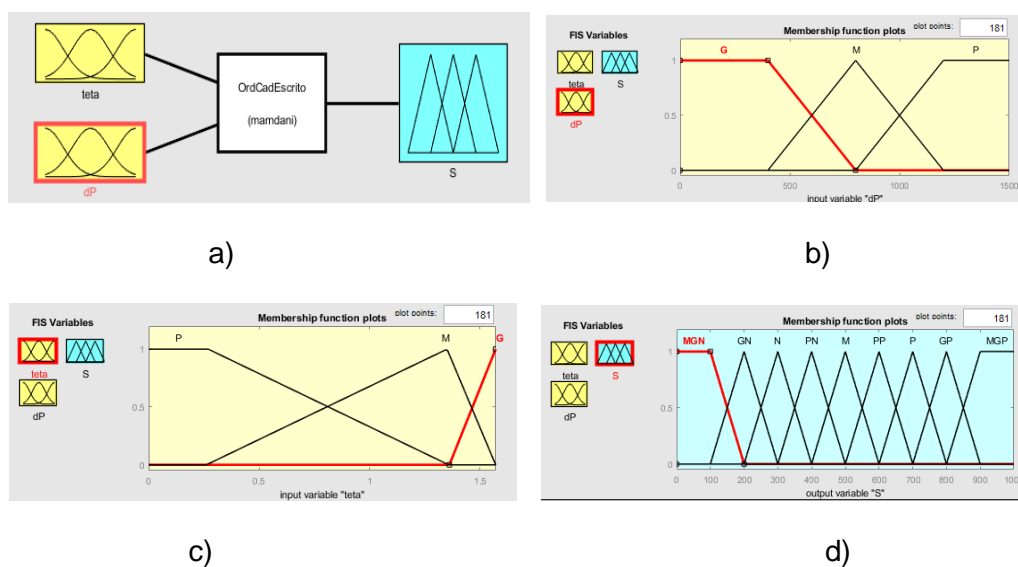 teta
OrdCadEscrito
(mamdani)
dP
S
a)
FIS Variables
Membership function plots
plot points: 181
teta
S
dP
G
M
P
1
0.5
0
0 500 1000 1500
input variable "dP"
b)
FIS Variables
Membership function plots
plot points: 181
teta
S
dP
P
M
G
1
0.5
0
0 0.5 1 1.5
input variable "teta"
c)
FIS Variables
Membership function plots
plot points: 181
teta
S
dP
MGN GN N PN M PP P GP MGP
1
0.5
0
0 100 200 300 400 500 600 700 800 900
output variable "S"
d)